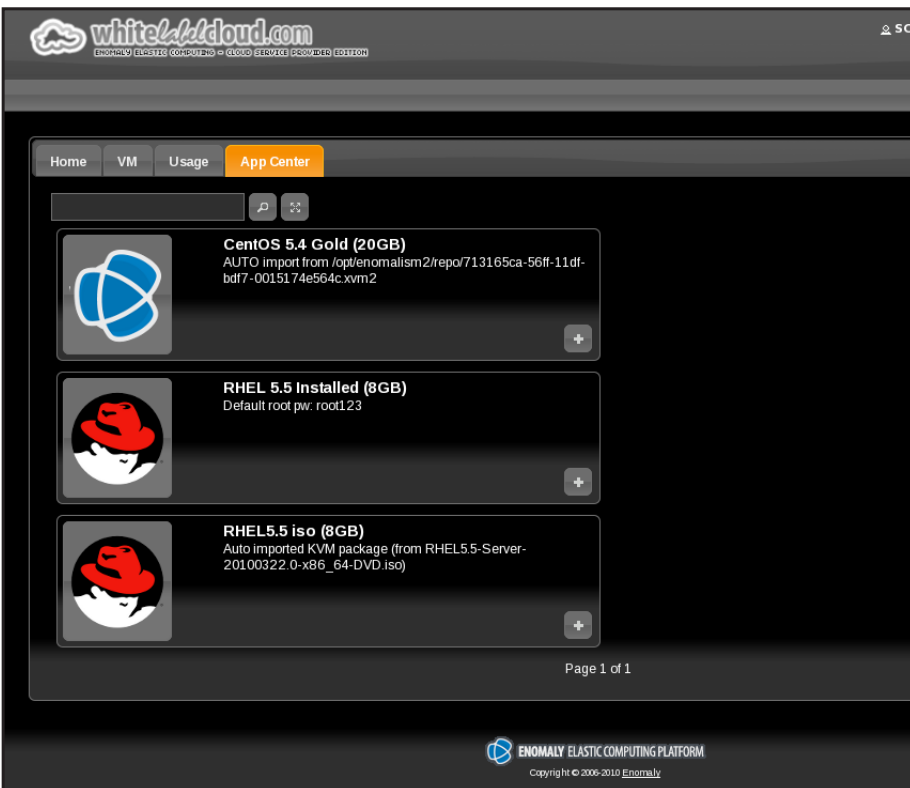 whitelabelcloud.com
ENOMALY ELASTIC COMPUTING - CLOUD SERVICE PROVIDER EDITION
Home VM Usage App Center
CentOS 5.4 Gold (20GB)
AUTO import from /opt/enomalism2/repo/713165ca-56ff-11df-
bdf7-0015174e564c.xvm2
RHEL 5.5 Installed (8GB)
Default root pw: root123
RHEL5.5 iso (8GB)
Auto imported KVM package (from RHEL5.5-Server-
20100322.0-x86_64-DVD.iso)
Page 1 of 1
ENOMALY ELASTIC COMPUTING PLATFORM
Copyright © 2006-2010 Enomaly